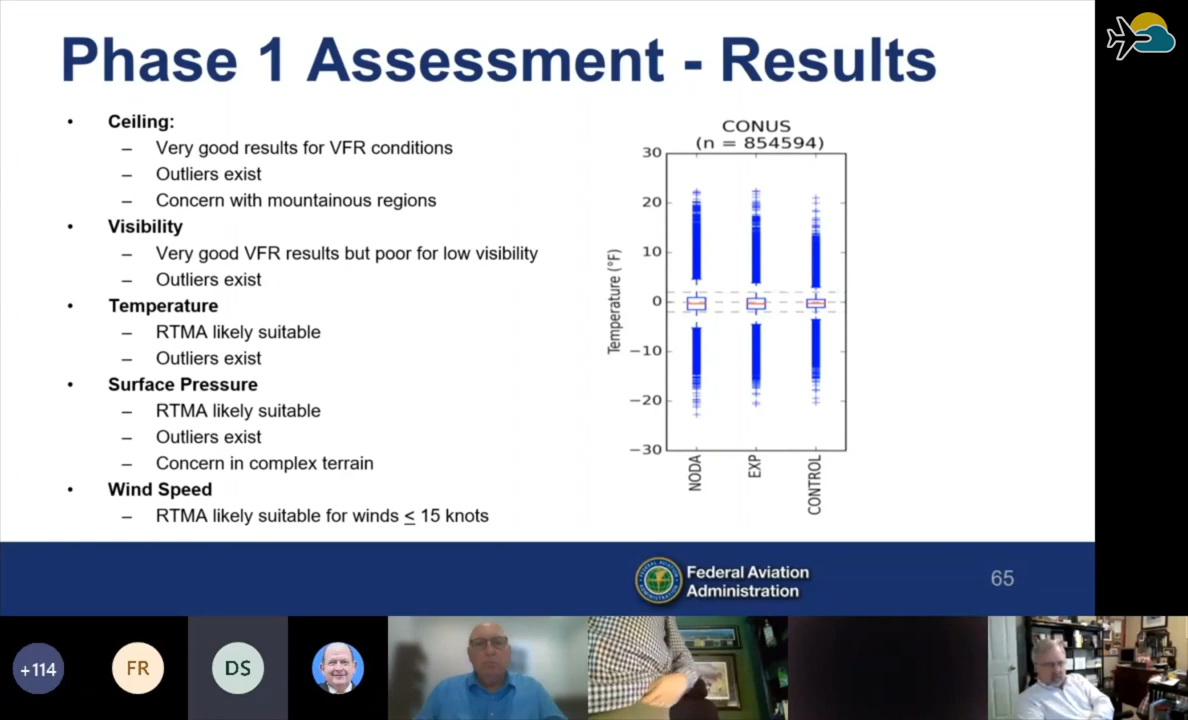 Phase 1 Assessment - Results
• Ceiling:
– Very good results for VFR conditions
– Outliers exist
– Concern with mountainous regions
• Visibility
– Very good VFR results but poor for low visibility
– Outliers exist
• Temperature
– RTMA likely suitable
– Outliers exist
• Surface Pressure
– RTMA likely suitable
– Outliers exist
– Concern in complex terrain
• Wind Speed
– RTMA likely suitable for winds ≤ 15 knots
CONUS
(n = 854594)
Temperature (°F)
30
20
10
0
−10
−20
−30
NODA
EXP
CONTROL
Federal Aviation
Administration
65
+114
FR
DS